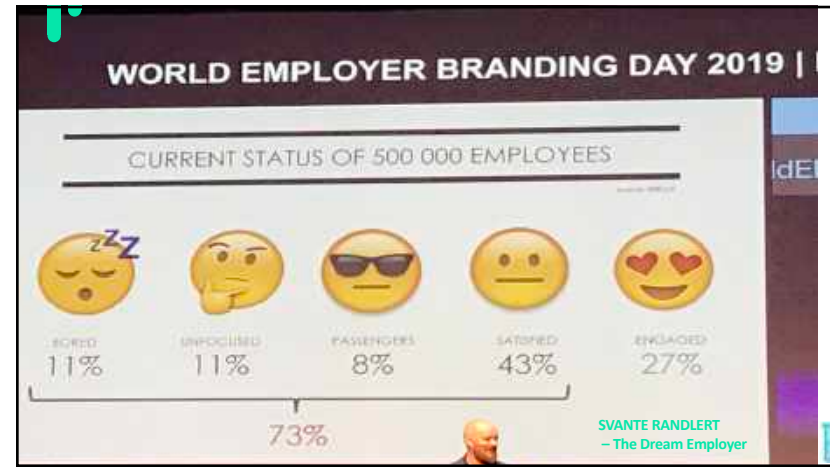 WORLD EMPLOYER BRANDING DAY 2019 |
CURRENT STATUS OF 500 000 EMPLOYEES
zzZ
BORED UNFOCUSED PASSENGERS SATISFIED ENGAGED
11% 11% 8% 43% 27%
73%
SVANTE RANDLERT
– The Dream Employer